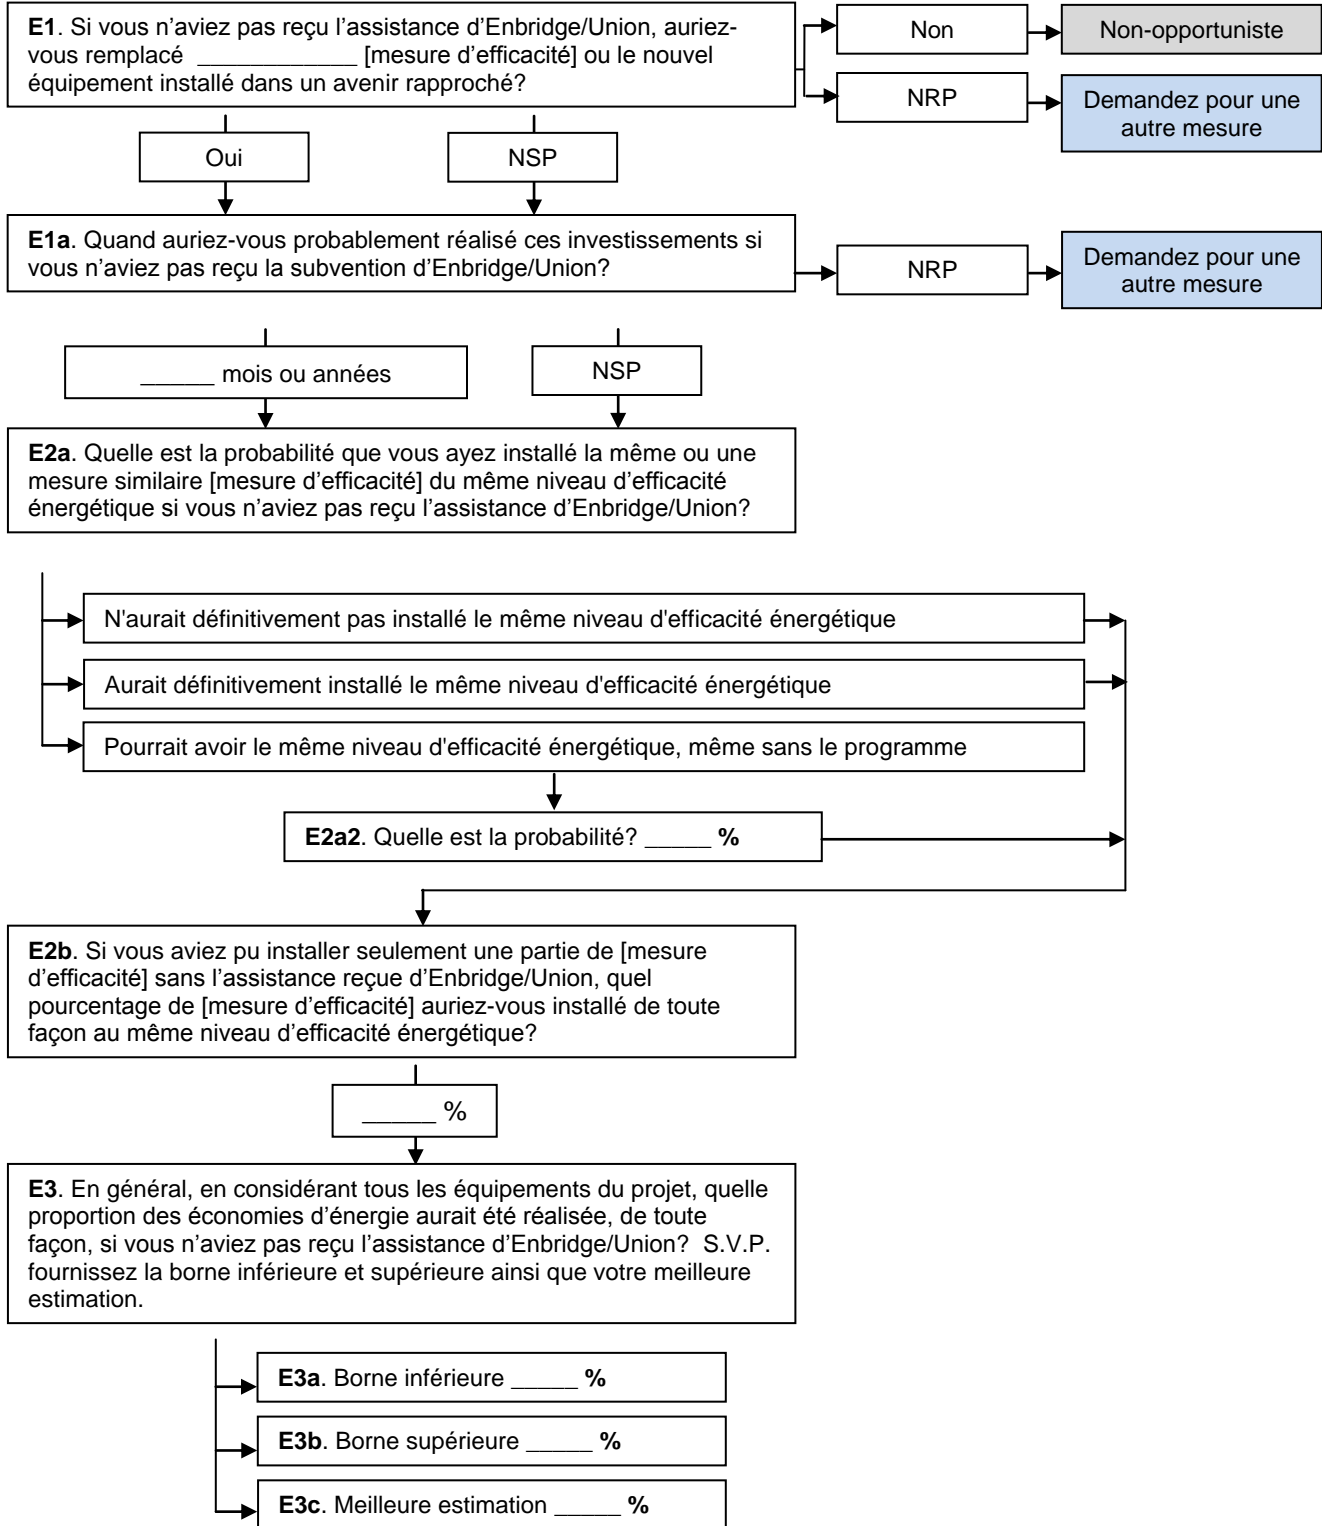 E1. Si vous n’aviez pas reçu l’assistance d’Enbridge/Union, auriez-
vous remplacé ____________ [mesure d’efficacité] ou le nouvel
équipement installé dans un avenir rapproché?
Non
Non-opportuniste
NRP
Demandez pour une
autre mesure
Oui
NSP
E1a. Quand auriez-vous probablement réalisé ces investissements si
vous n’aviez pas reçu la subvention d’Enbridge/Union?
NRP
Demandez pour une
autre mesure
_____ mois ou années
NSP
E2a. Quelle est la probabilité que vous ayez installé la même ou une
mesure similaire [mesure d’efficacité] du même niveau d’efficacité
énergétique si vous n’aviez pas reçu l’assistance d’Enbridge/Union?
N'aurait définitivement pas installé le même niveau d'efficacité énergétique
Aurait définitivement installé le même niveau d'efficacité énergétique
Pourrait avoir le même niveau d'efficacité énergétique, même sans le programme
E2a2. Quelle est la probabilité? _____ %
E2b. Si vous aviez pu installer seulement une partie de [mesure
d’efficacité] sans l’assistance reçue d’Enbridge/Union, quel
pourcentage de [mesure d’efficacité] auriez-vous installé de toute
façon au même niveau d’efficacité énergétique?
_____ %
E3. En général, en considérant tous les équipements du projet, quelle
proportion des économies d’énergie aurait été réalisée, de toute
façon, si vous n’aviez pas reçu l’assistance d’Enbridge/Union? S.V.P.
fournissez la borne inférieure et supérieure ainsi que votre meilleure
estimation.
E3a. Borne inférieure _____ %
E3b. Borne supérieure _____ %
E3c. Meilleure estimation _____ %